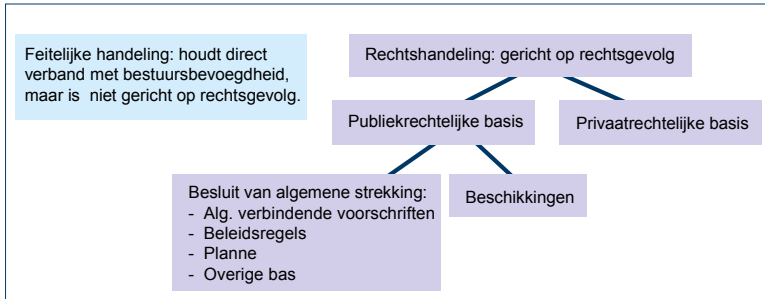 Feitelijke handeling: houdt direct
verband met bestuursbevoegdheid,
maar is niet gericht op rechtsgevolg.
Rechtshandeling: gericht op rechtsgevolg
Publiekrechtelijke basis
Privaatrechtelijke basis
Besluit van algemene strekking:
- Alg. verbindende voorschriften
- Beleidsregels
- Planne
- Overige bas
Beschikkingen